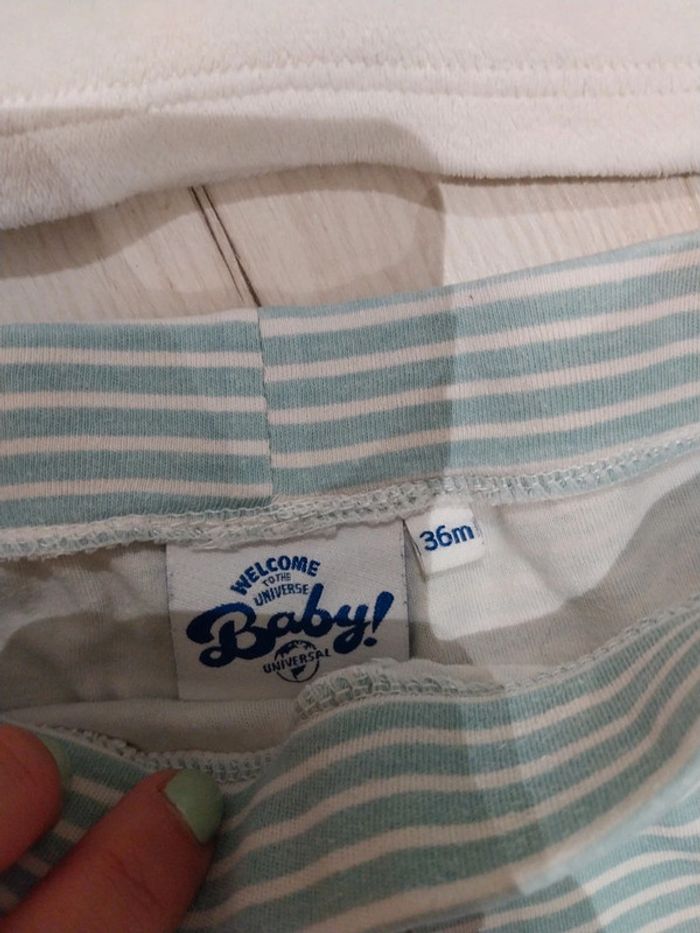 WELCOME
TO THE
UNIVERSE
Baby!
UNIVERSAL
36m